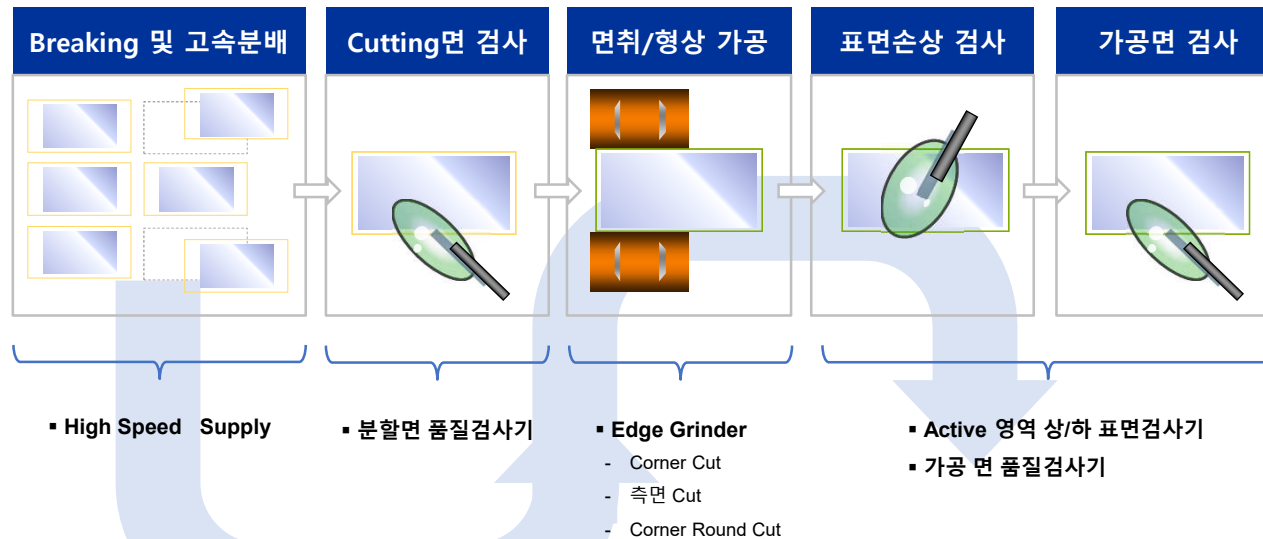 Breaking 및 고속분배
Cutting면 검사
면취/형상 가공
표면손상 검사
가공면 검사
▪ High Speed Supply
▪ 분할면 품질검사기
▪ Edge Grinder
- Corner Cut
- 측면 Cut
- Corner Round Cut
▪ Active 영역 상/하 표면검사기
▪ 가공 면 품질검사기